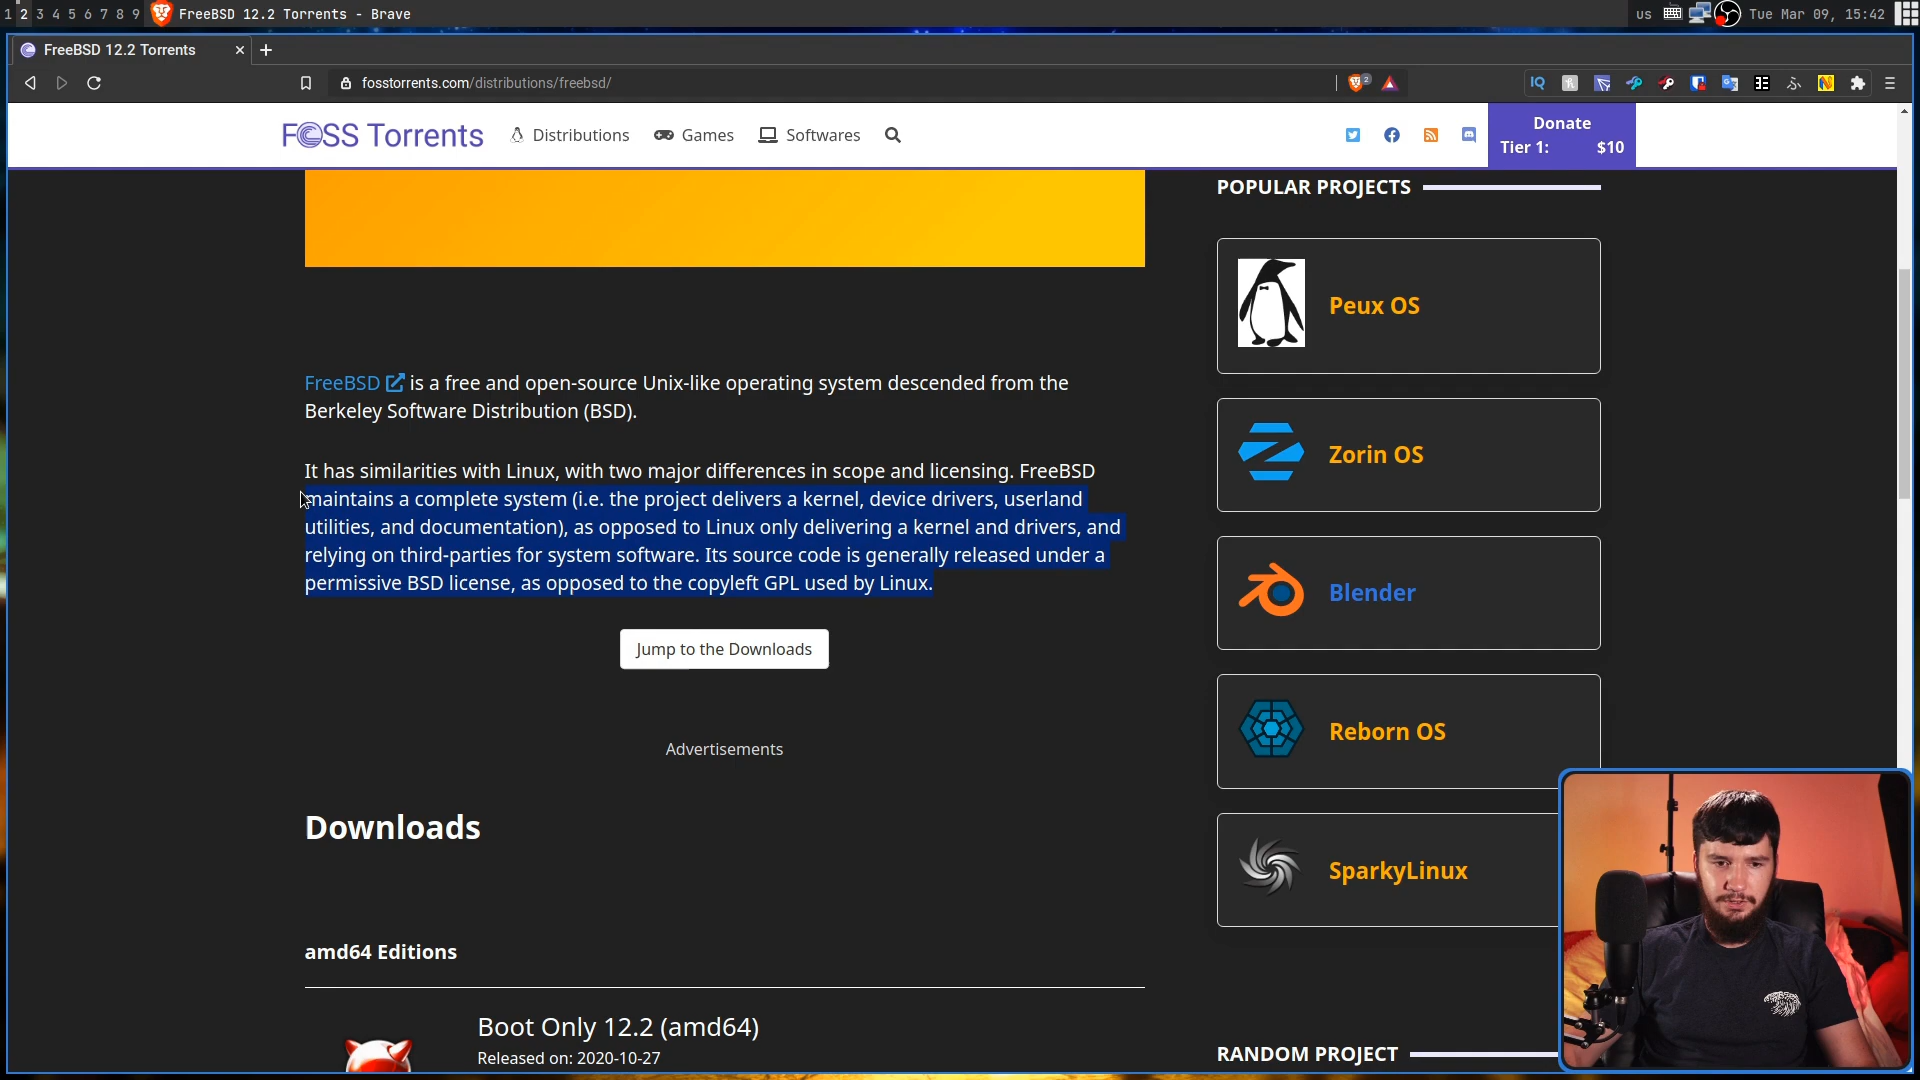 1 2 3 4 5 6 7 8 9 FreeBSD 12.2 Torrents - Brave
us Tue Mar 09, 15:42
FreeBSD 12.2 Torrents
fosstorrents.com/distributions/freebsd/
2
IQ
FOSS Torrents
Distributions
Games
Softwares
Donate
Tier 1: $10
POPULAR PROJECTS
Peux OS
Zorin OS
Blender
Reborn OS
SparkyLinux
RANDOM PROJECT
FreeBSD is a free and open-source Unix-like operating system descended from the
Berkeley Software Distribution (BSD).
It has similarities with Linux, with two major differences in scope and licensing. FreeBSD
maintains a complete system (i.e. the project delivers a kernel, device drivers, userland
utilities, and documentation), as opposed to Linux only delivering a kernel and drivers, and
relying on third-parties for system software. Its source code is generally released under a
permissive BSD license, as opposed to the copyleft GPL used by Linux.
Jump to the Downloads
Advertisements
Downloads
amd64 Editions
Boot Only 12.2 (amd64)
Released on: 2020-10-27